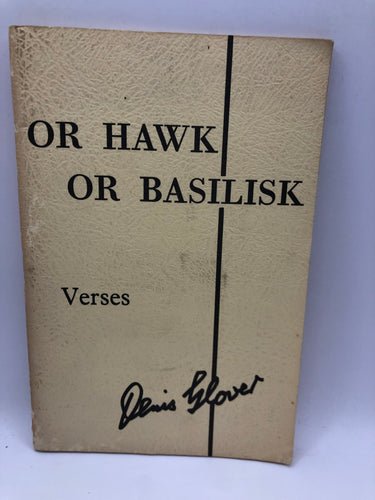 OR HAWK
OR BASILISK
Verses
Denis Glover